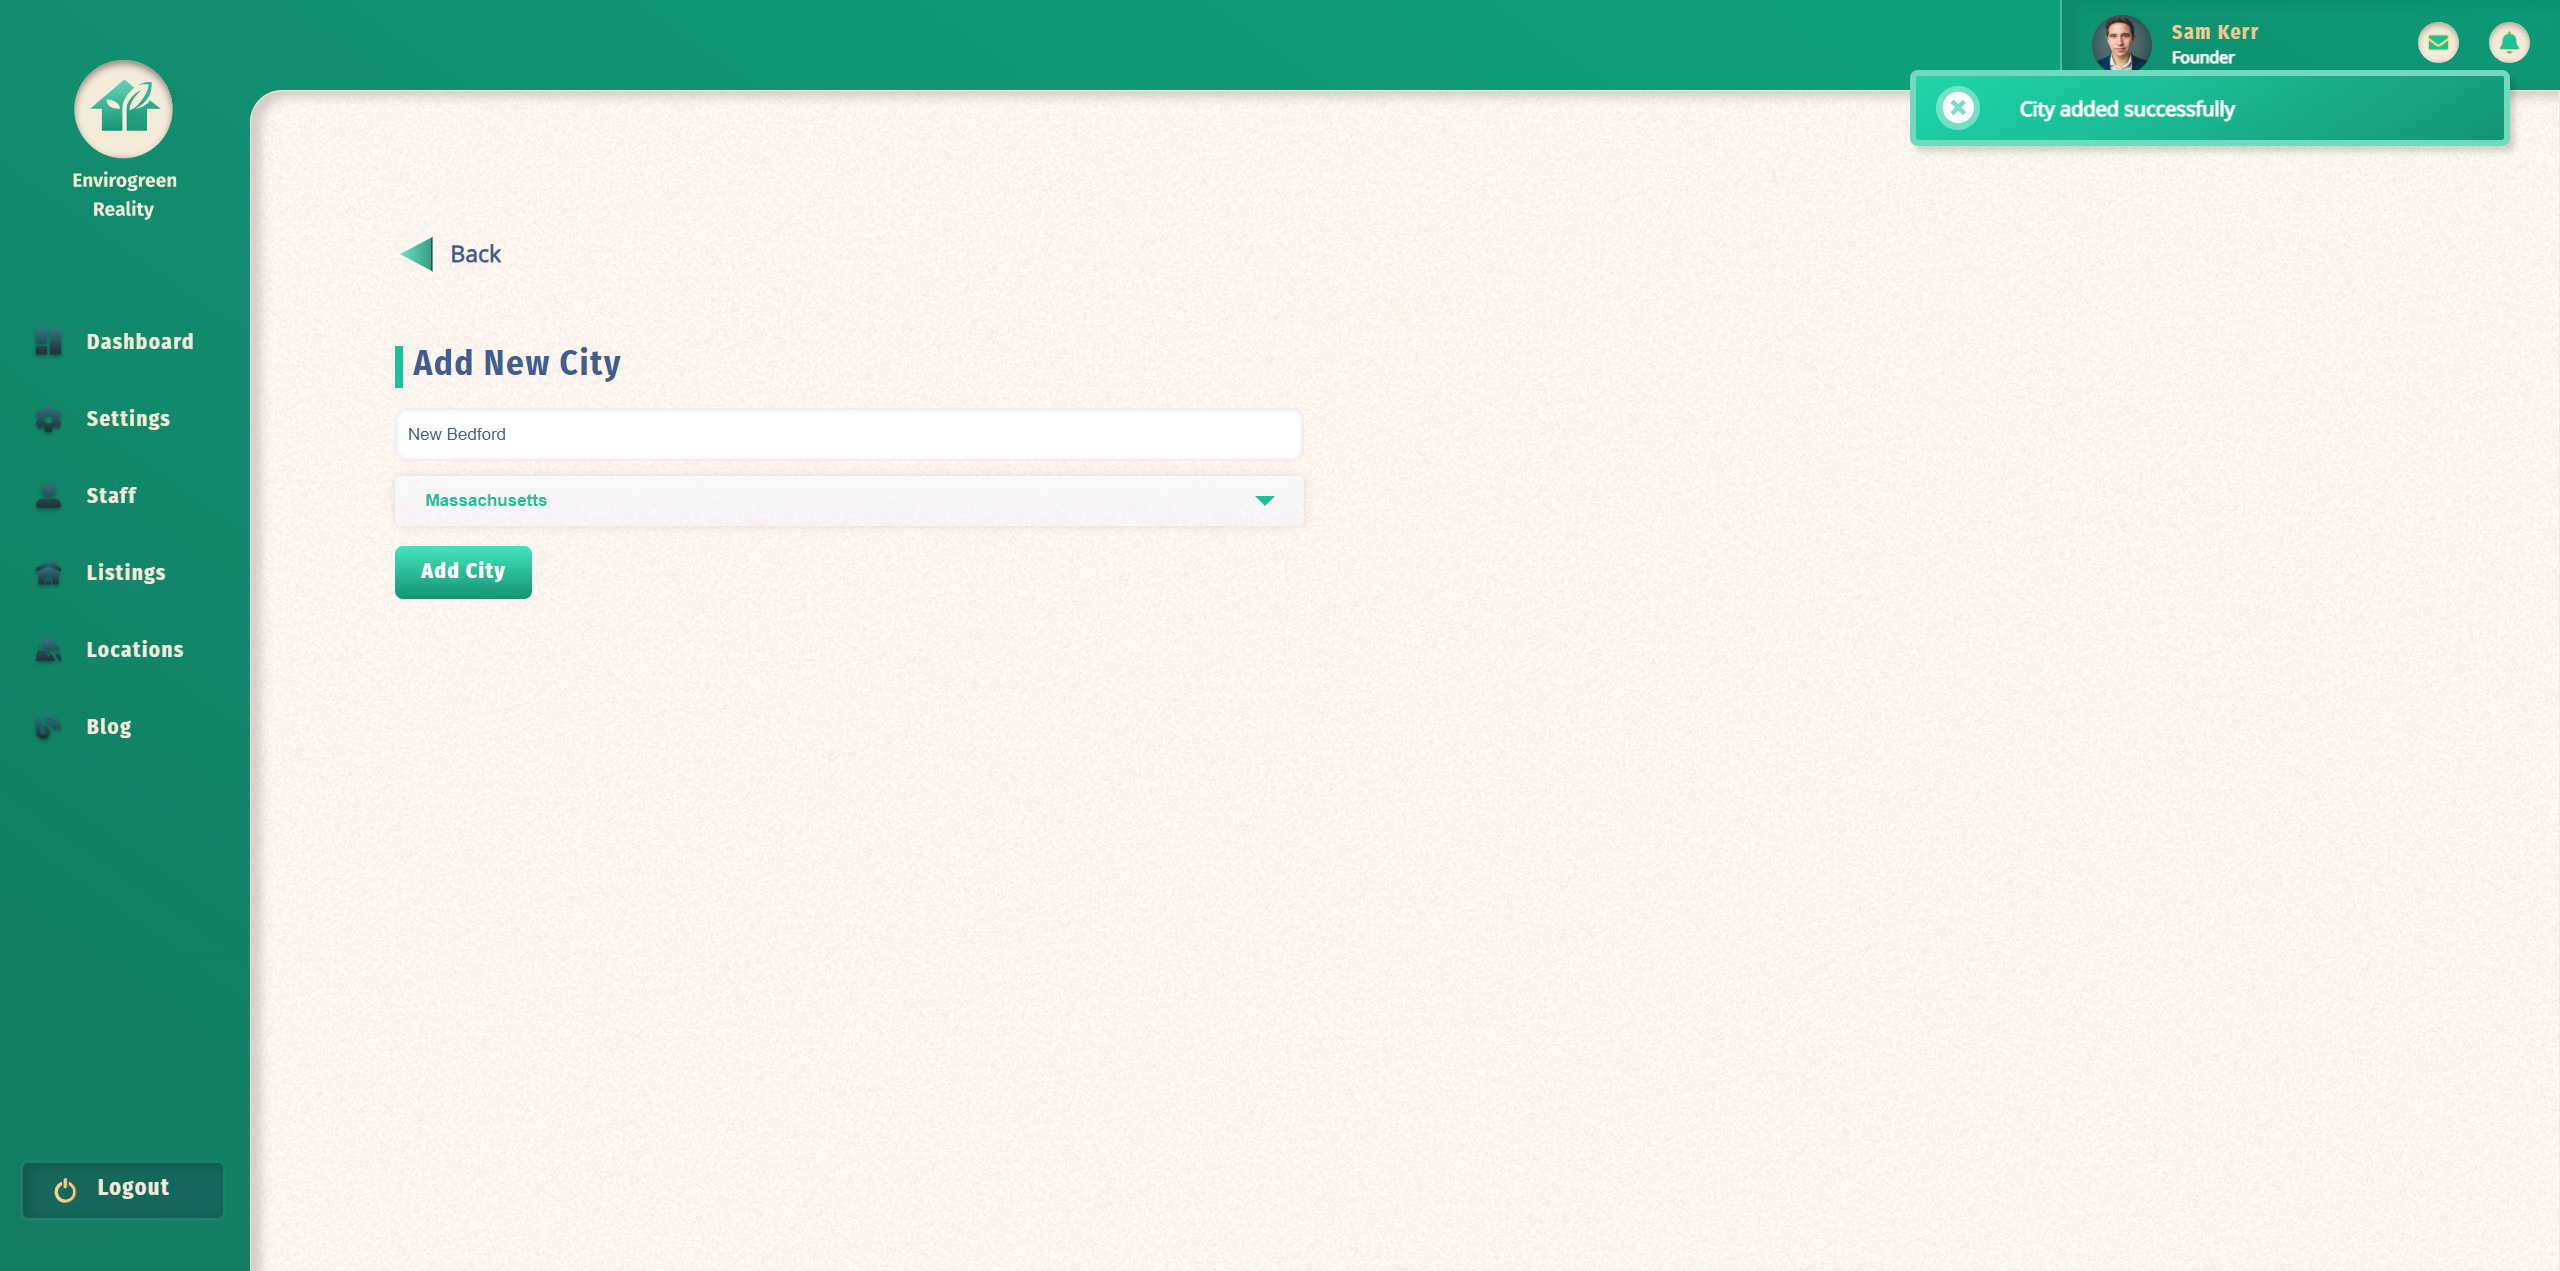 Sam Kerr
Founder
City added successfully
Envirogreen
Reality
Back
Dashboard
Add New City
Settings
New Bedford
Staff
Massachusetts
Listings
Add City
Locations
Blog
Logout